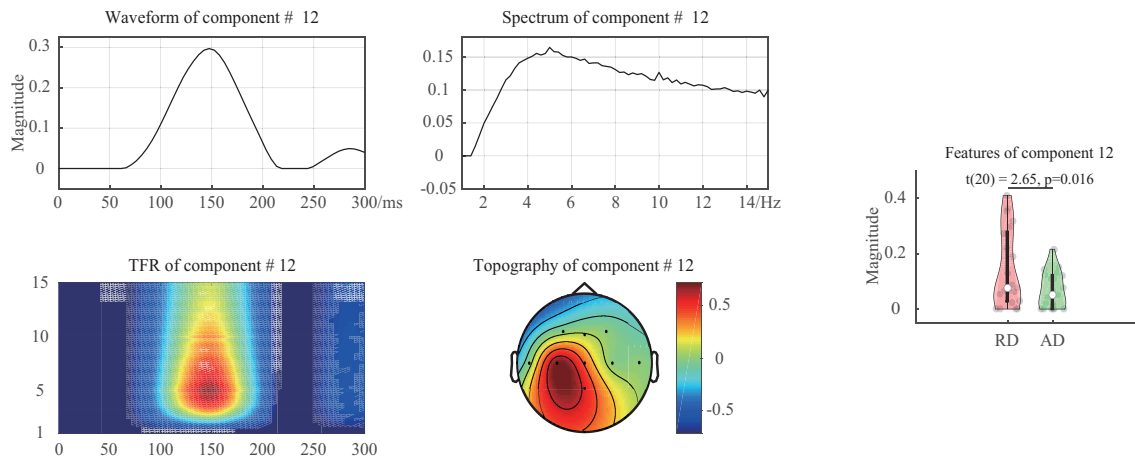 Waveform of component # 12
Magnitude
0.3
0.2
0.1
0
0 50 100 150 200 250 300/ms
Spectrum of component # 12
0.15
0.1
0.05
0
-0.05
2 4 6 8 10 12 14/Hz
TFR of component # 12
15
10
5
1
0 50 100 150 200 250 300
Topography of component # 12
0.5
0
-0.5
Features of component 12
t(20) = 2.65, p=0.016
Magnitude
0.4
0.2
0
RD AD